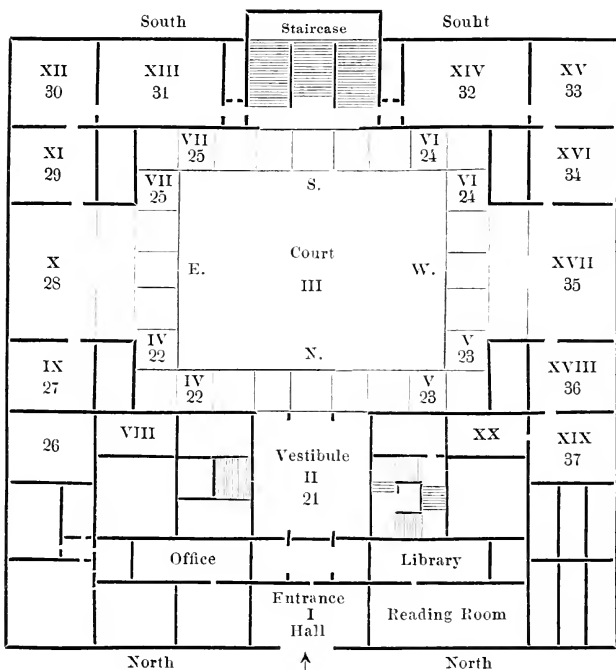 South Staircase Souht
XII XIII XIV XV
30 31 32 33
VII VI
XI 25 24 XVI
29 34
VII VI
25 S. 24
X Court XVII
28 E. W. 35
III
IV N. V
22 23
IX IV V XVIII
27 22 23 36
VIII XX XIX
26 Vestibule 37
II
21
Office Library
Entrance
I Reading Room
Hall
North ↑ North